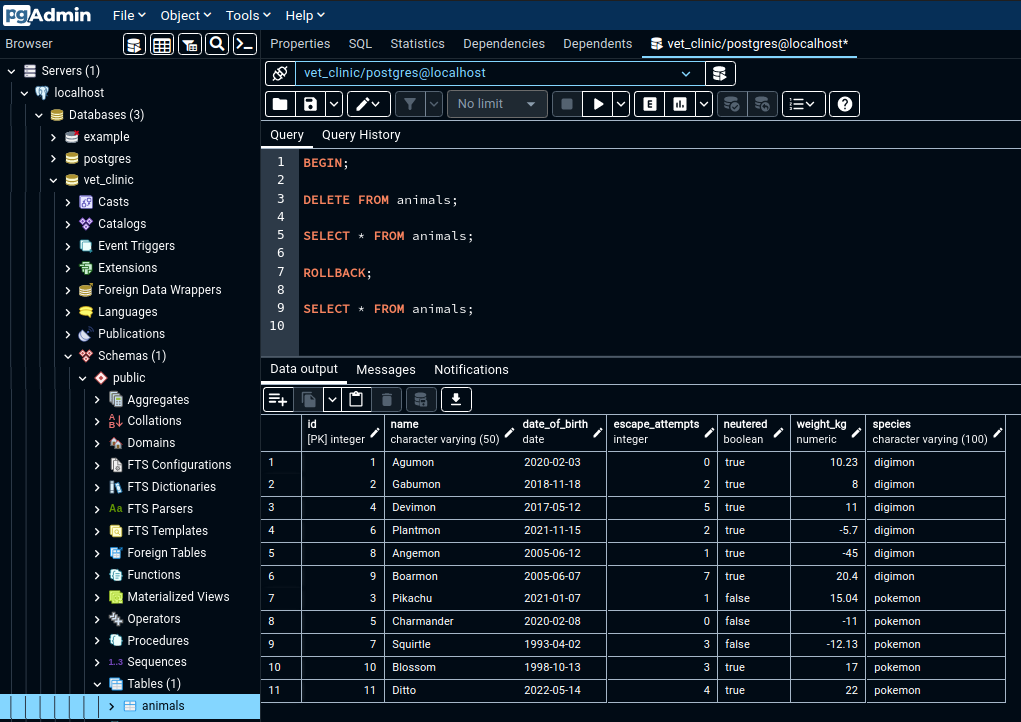 pgAdmin File Object Tools Help
Browser Properties SQL Statistics Dependencies Dependents vet_clinic/postgres@localhost*
Servers (1)
localhost
Databases (3)
example
postgres
vet_clinic
Casts
Catalogs
Event Triggers
Extensions
Foreign Data Wrappers
Languages
Publications
Schemas (1)
public
Aggregates
Collations
Domains
FTS Configurations
FTS Dictionaries
Aa FTS Parsers
FTS Templates
Foreign Tables
Functions
Materialized Views
Operators
Procedures
1..3 Sequences
Tables (1)
animals
vet_clinic/postgres@localhost
No limit E
Query Query History
1 BEGIN;
2
3 DELETE FROM animals;
4
5 SELECT * FROM animals;
6
7 ROLLBACK;
8
9 SELECT * FROM animals;
10
Data output Messages Notifications
id name date_of_birth escape_attempts neutered weight_kg species
[PK] integer character varying (50) date integer boolean numeric character varying (100)
1 1 Agumon 2020-02-03 0 true 10.23 digimon
2 2 Gabumon 2018-11-18 2 true 8 digimon
3 4 Devimon 2017-05-12 5 true 11 digimon
4 6 Plantmon 2021-11-15 2 true -5.7 digimon
5 8 Angemon 2005-06-12 1 true -45 digimon
6 9 Boarmon 2005-06-07 7 true 20.4 digimon
7 3 Pikachu 2021-01-07 1 false 15.04 pokemon
8 5 Charmander 2020-02-08 0 false -11 pokemon
9 7 Squirtle 1993-04-02 3 false -12.13 pokemon
10 10 Blossom 1998-10-13 3 true 17 pokemon
11 11 Ditto 2022-05-14 4 true 22 pokemon